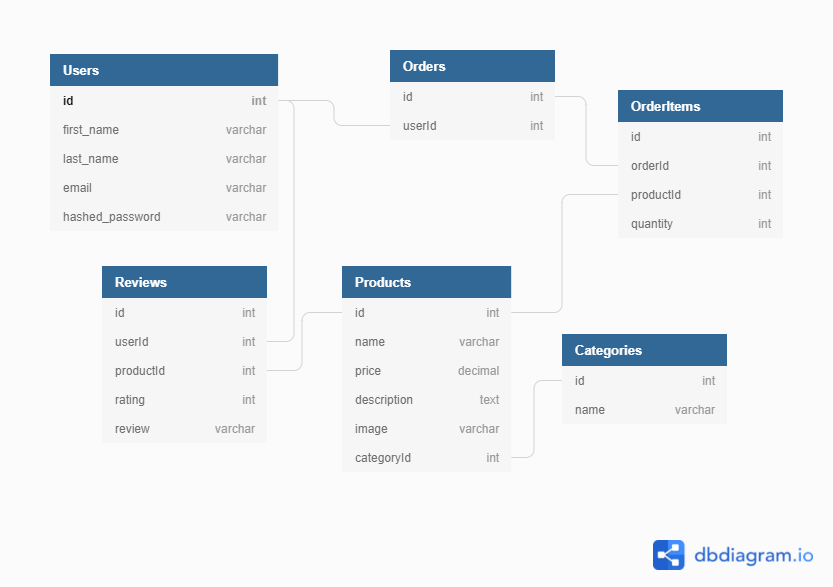 Users
id int
first_name varchar
last_name varchar
email varchar
hashed_password varchar
Orders
id int
userId int
OrderItems
id int
orderId int
productId int
quantity int
Reviews
id int
userId int
productId int
rating int
review varchar
Products
id int
name varchar
price decimal
description text
image varchar
categoryId int
Categories
id int
name varchar
dbdiagram.io